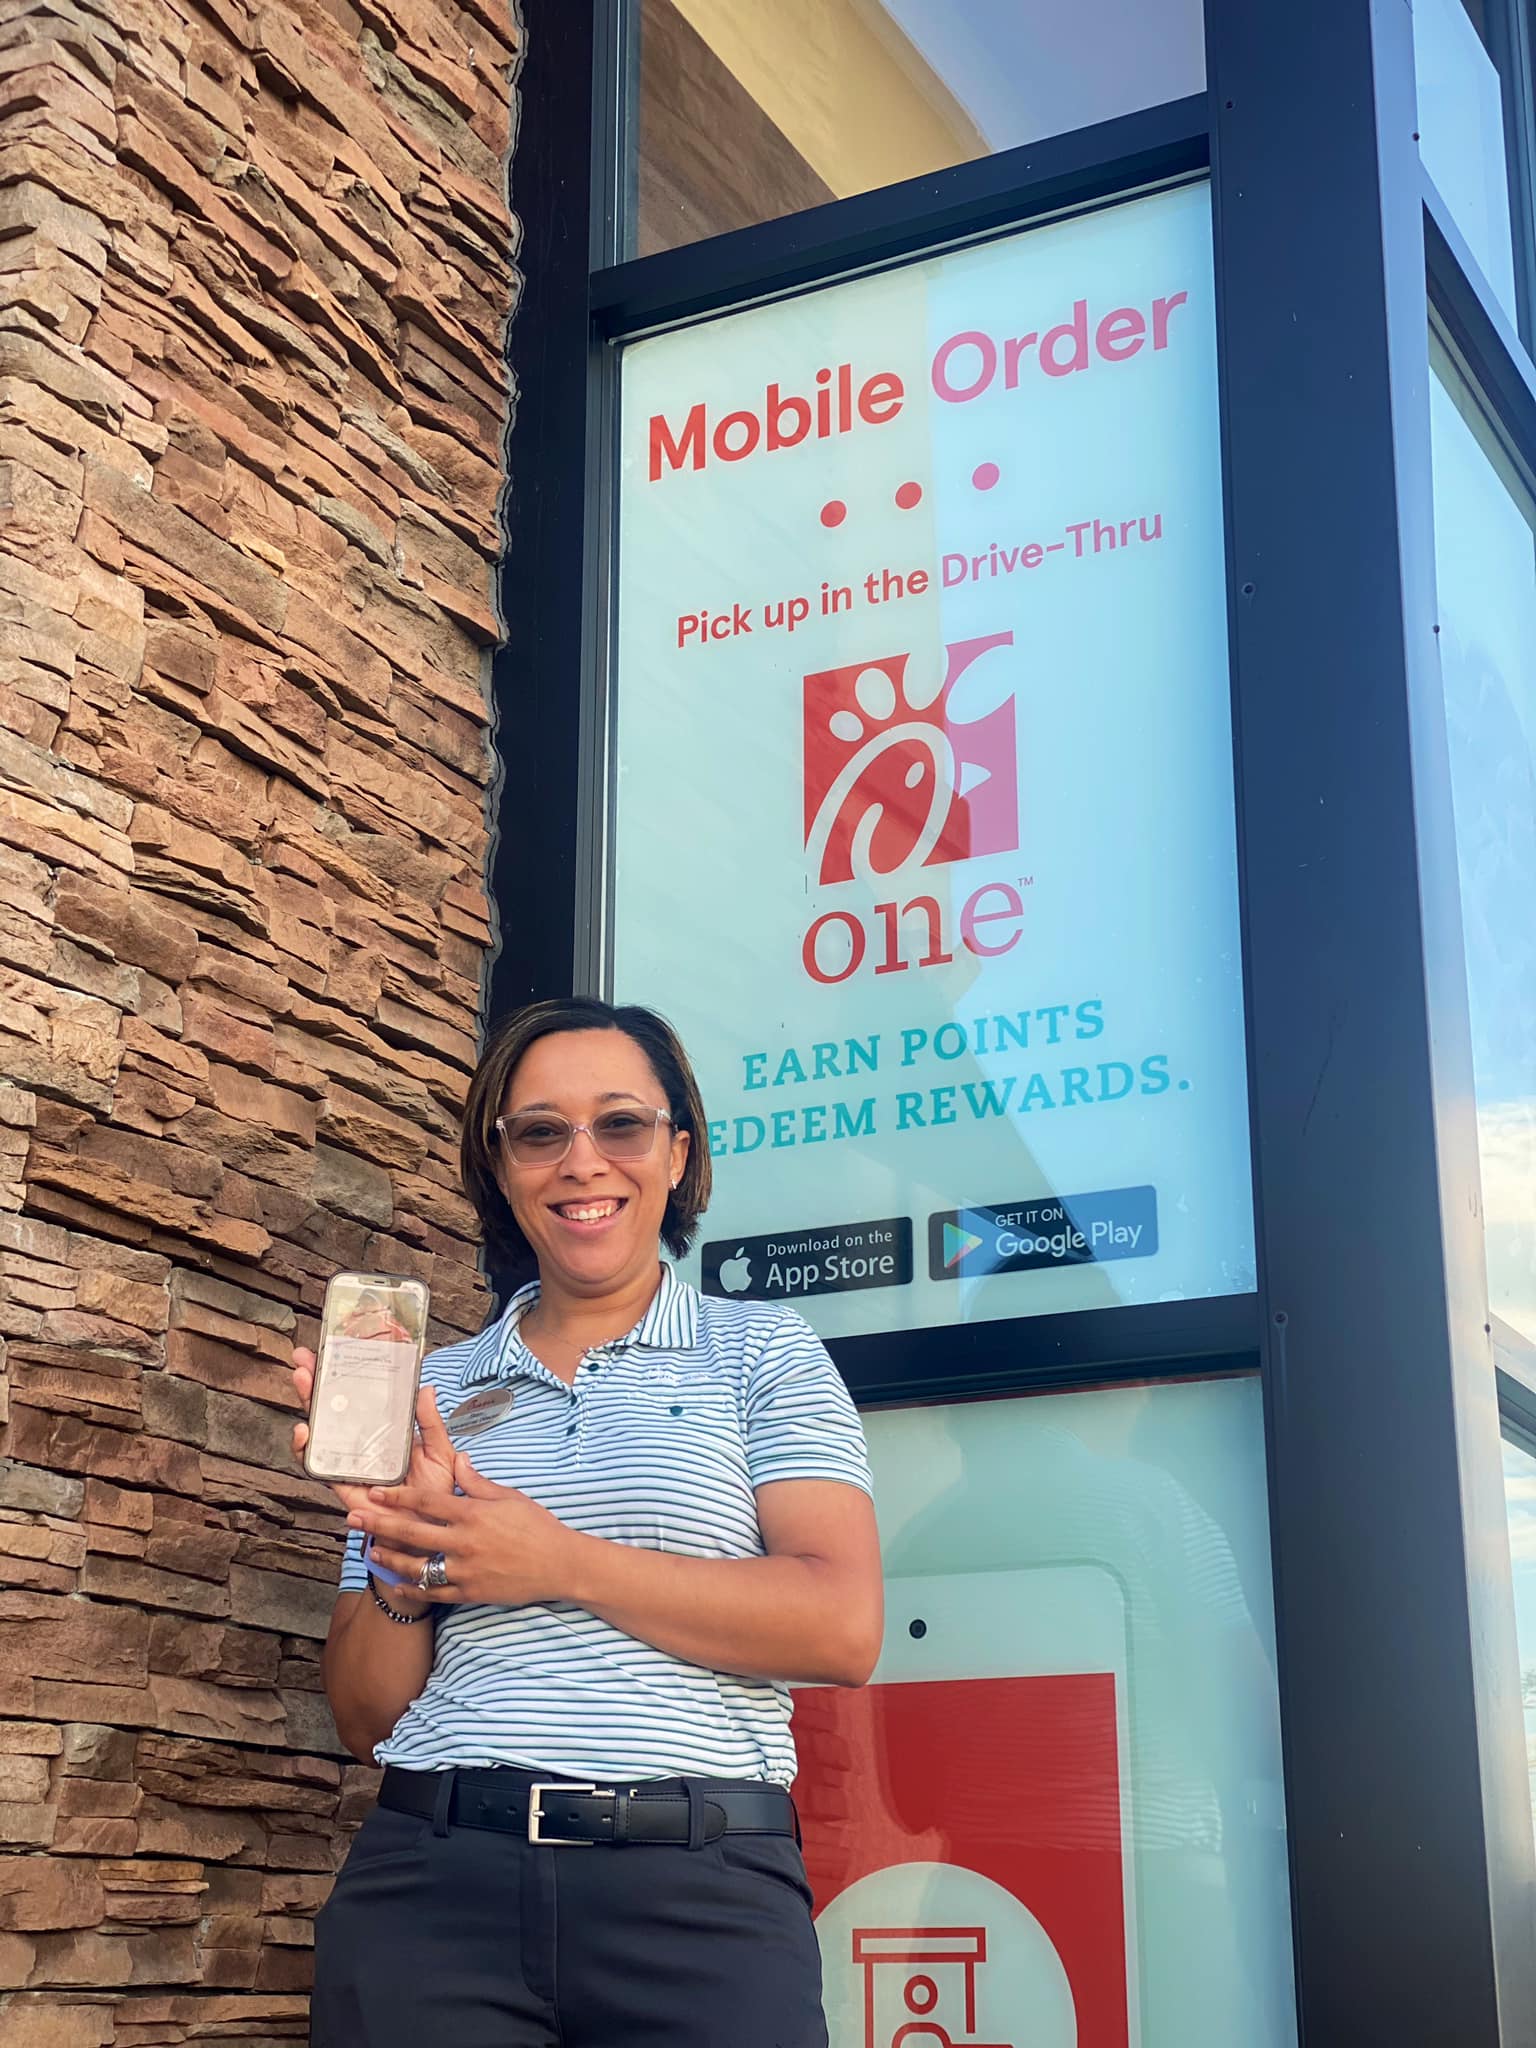 Mobile Order
Pick up in the Drive-Thru
one™
EARN POINTS
EDEEM REWARDS.
Download on the
App Store
GET IT ON
Google Play